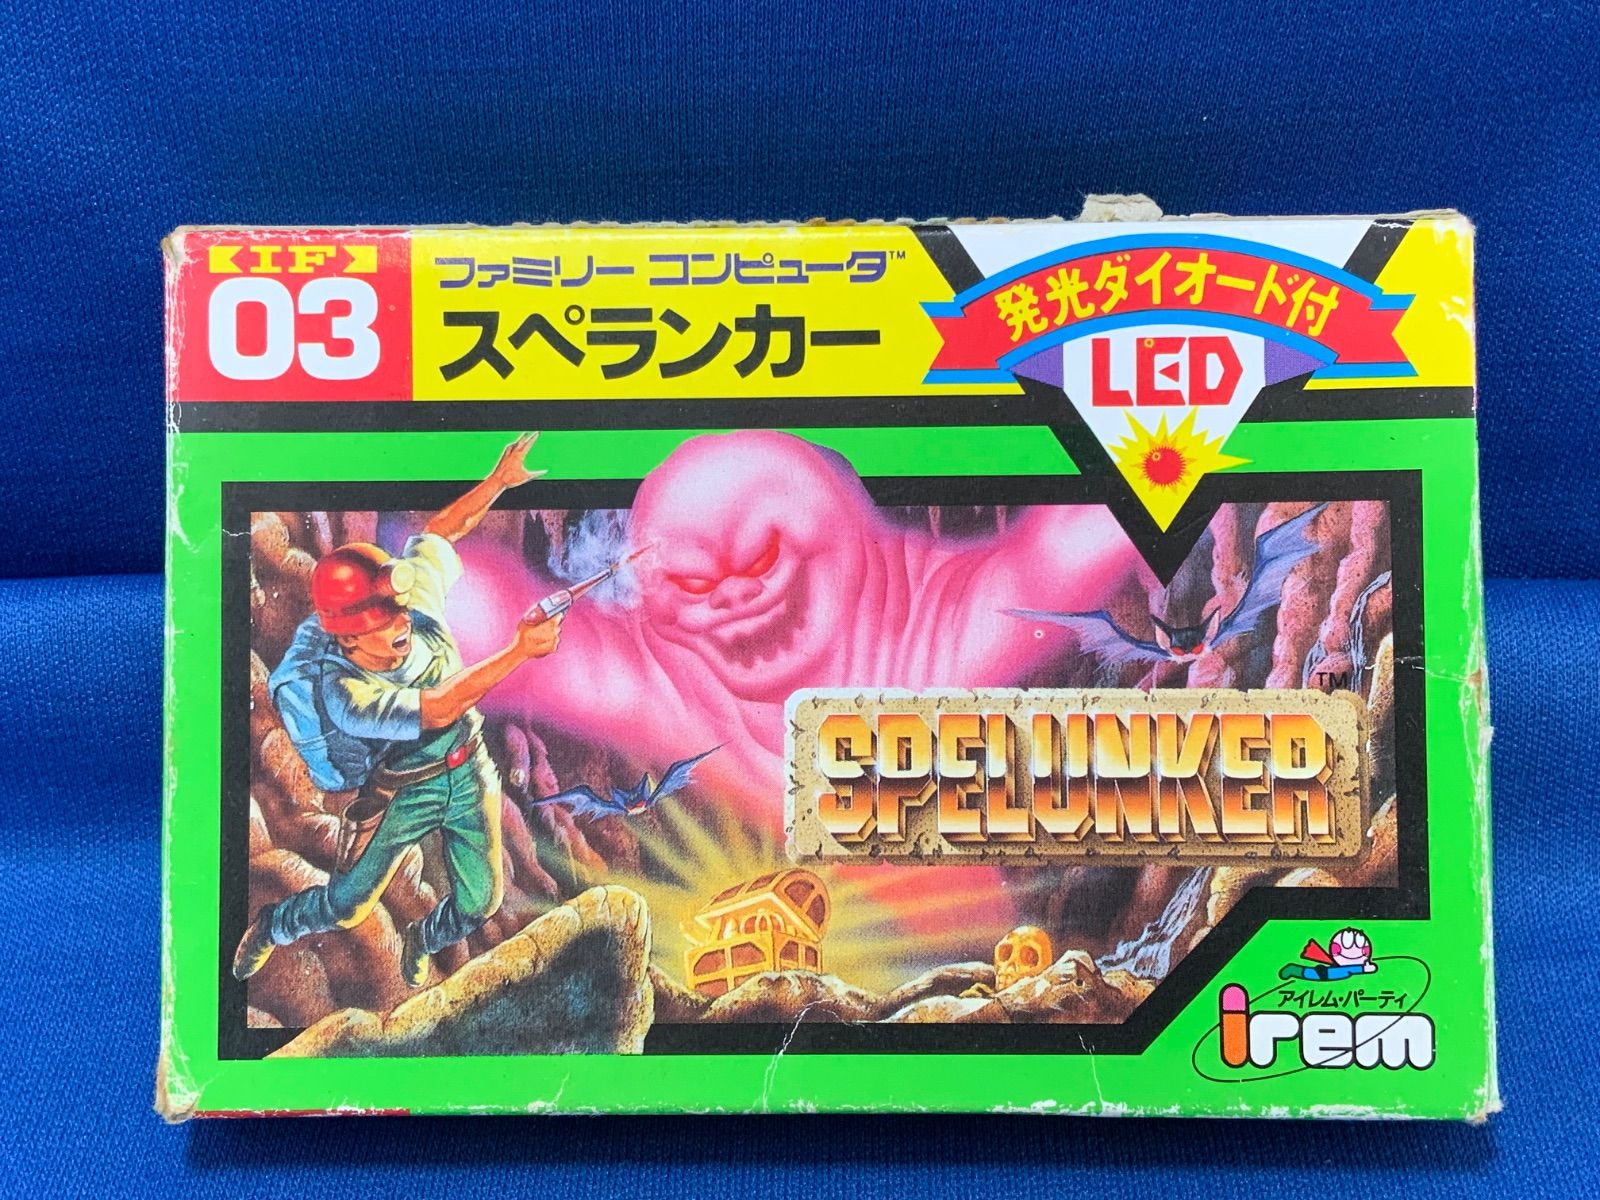 IF
03
ファミリー コンピュータ™
スペランカー
発光ダイオード付
LED
SPELUNKER
TM
アイレム・パーティ
irem